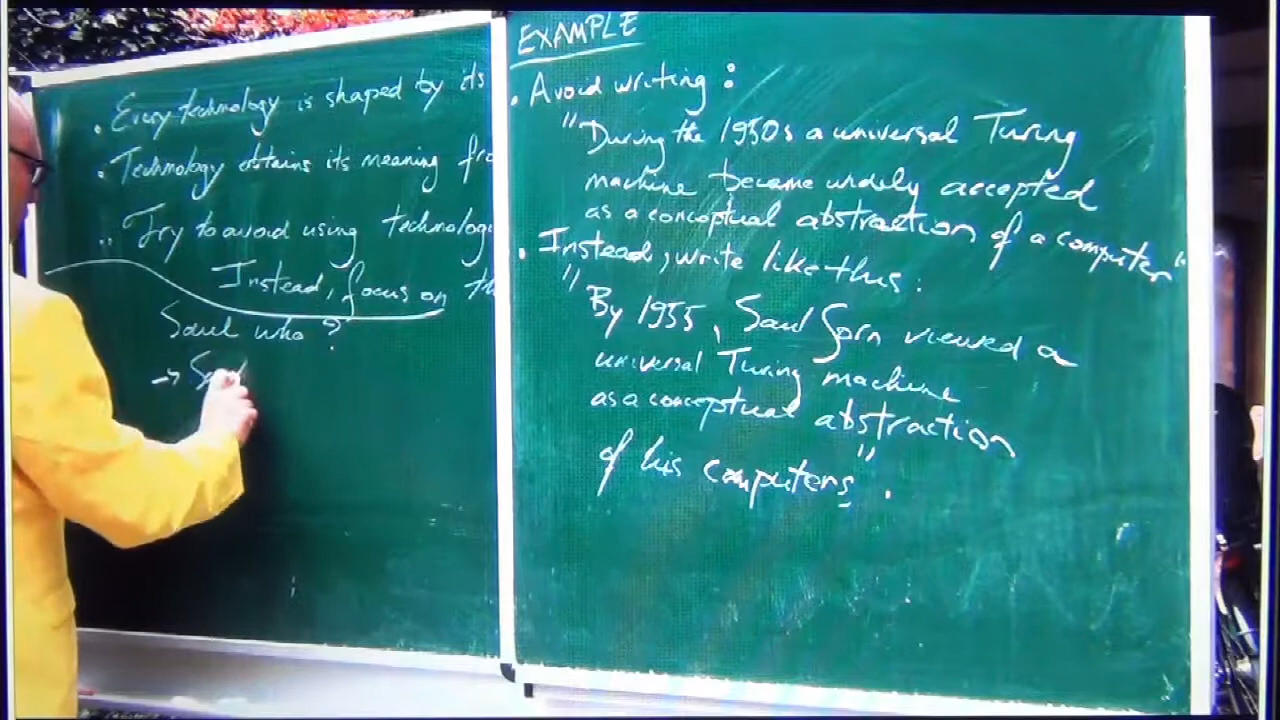 • Every technology is shaped by its
• Technology obtains its meaning fro
.. Try to avoid using technolog
Instead, focus on th
Saul who?
→ S
EXAMPLE
• Avoid writing:
"During the 1950s a universal Turing
machine became widely accepted
as a conceptual abstraction of a computer"
• Instead, write like this:
"By 1955, Saul Gorn viewed a
universal Turing machine
as a conceptual abstraction
of his computers".